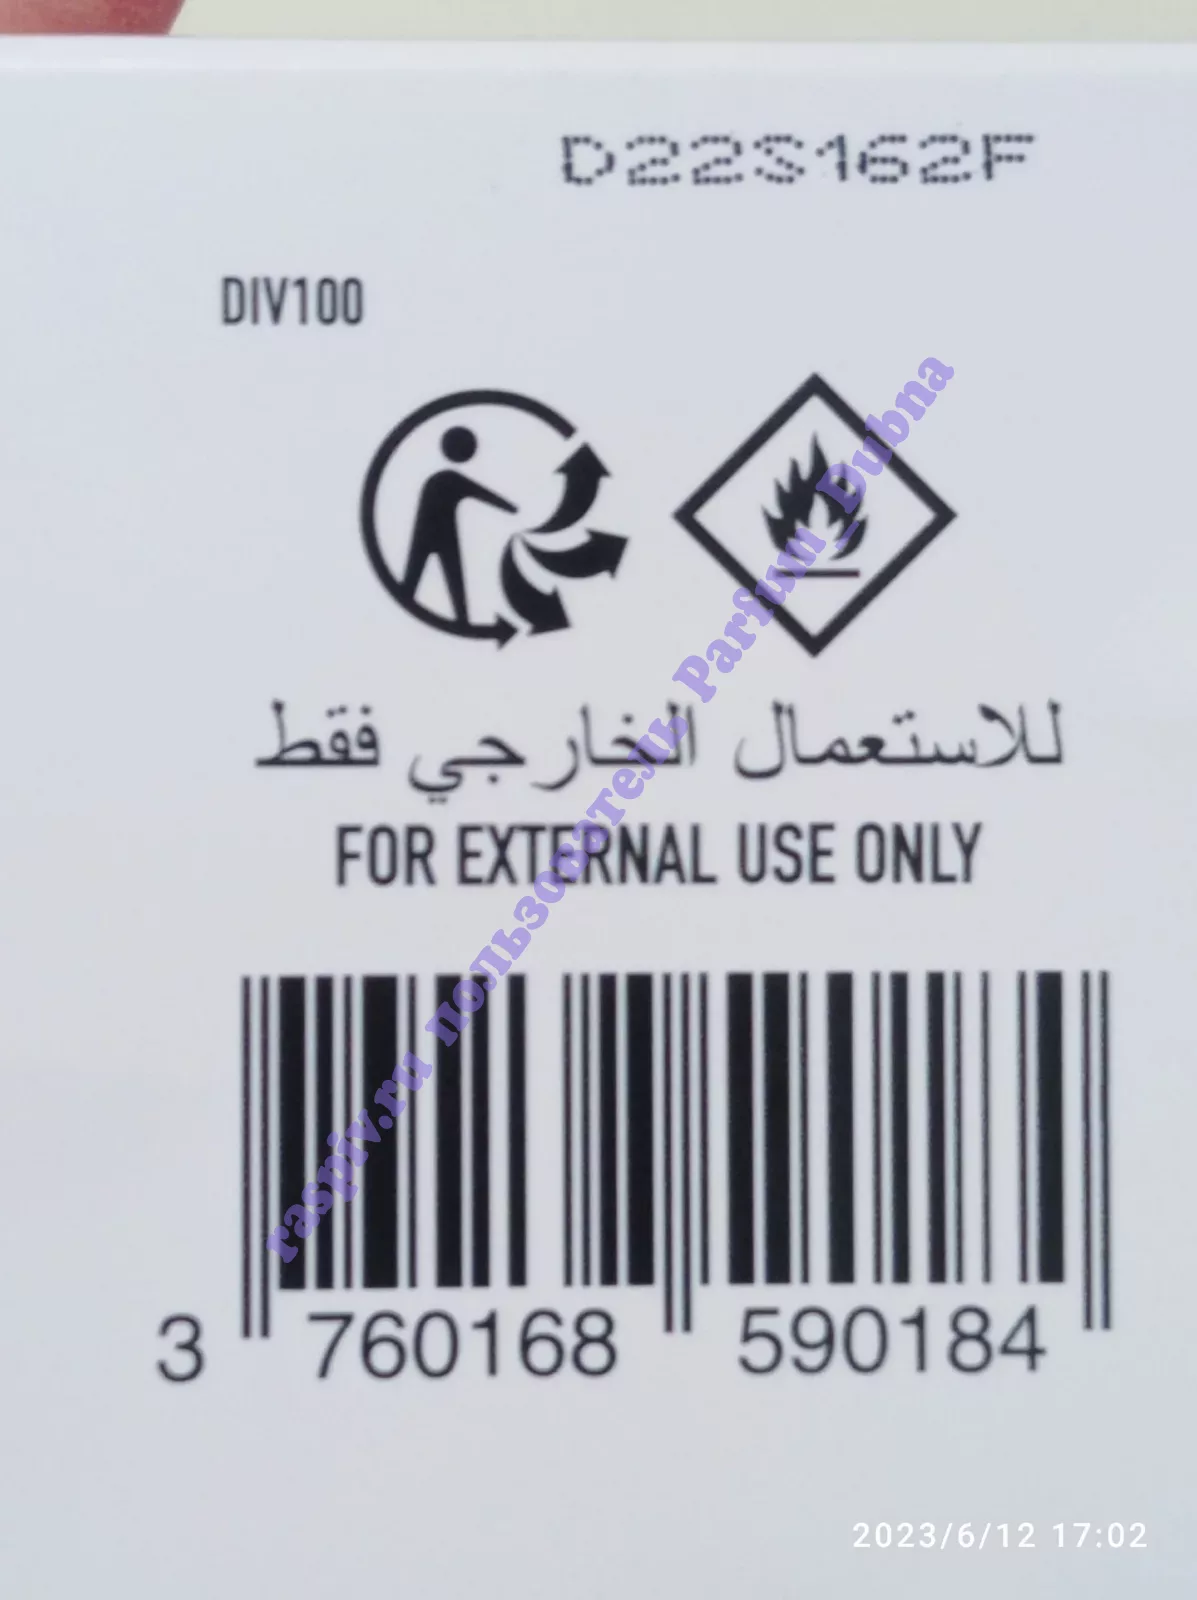 D22S162F
DIV100
للاستعمال الخارجي فقط
FOR EXTERNAL USE ONLY
raspiv.ru пользователь Parfum_Dubna
3 760168 590184
2023/6/12 17:02